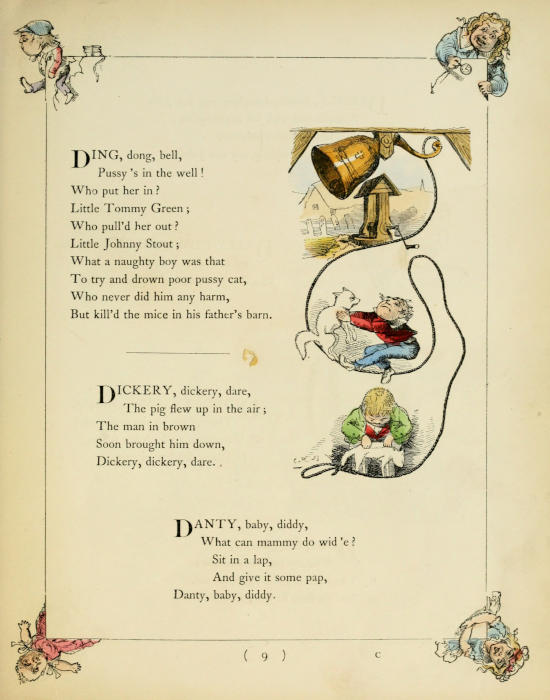 DING, dong, bell,
Pussy 's in the well!
Who put her in?
Little Tommy Green;
Who pull'd her out?
Little Johnny Stout;
What a naughty boy was that
To try and drown poor pussy cat,
Who never did him any harm,
But kill'd the mice in his father's barn.
DICKERY, dickery, dare,
The pig flew up in the air;
The man in brown
Soon brought him down,
Dickery, dickery, dare.
DANTY, baby, diddy,
What can mammy do wid 'e?
Sit in a lap,
And give it some pap,
Danty, baby, diddy.
( 9 )
C